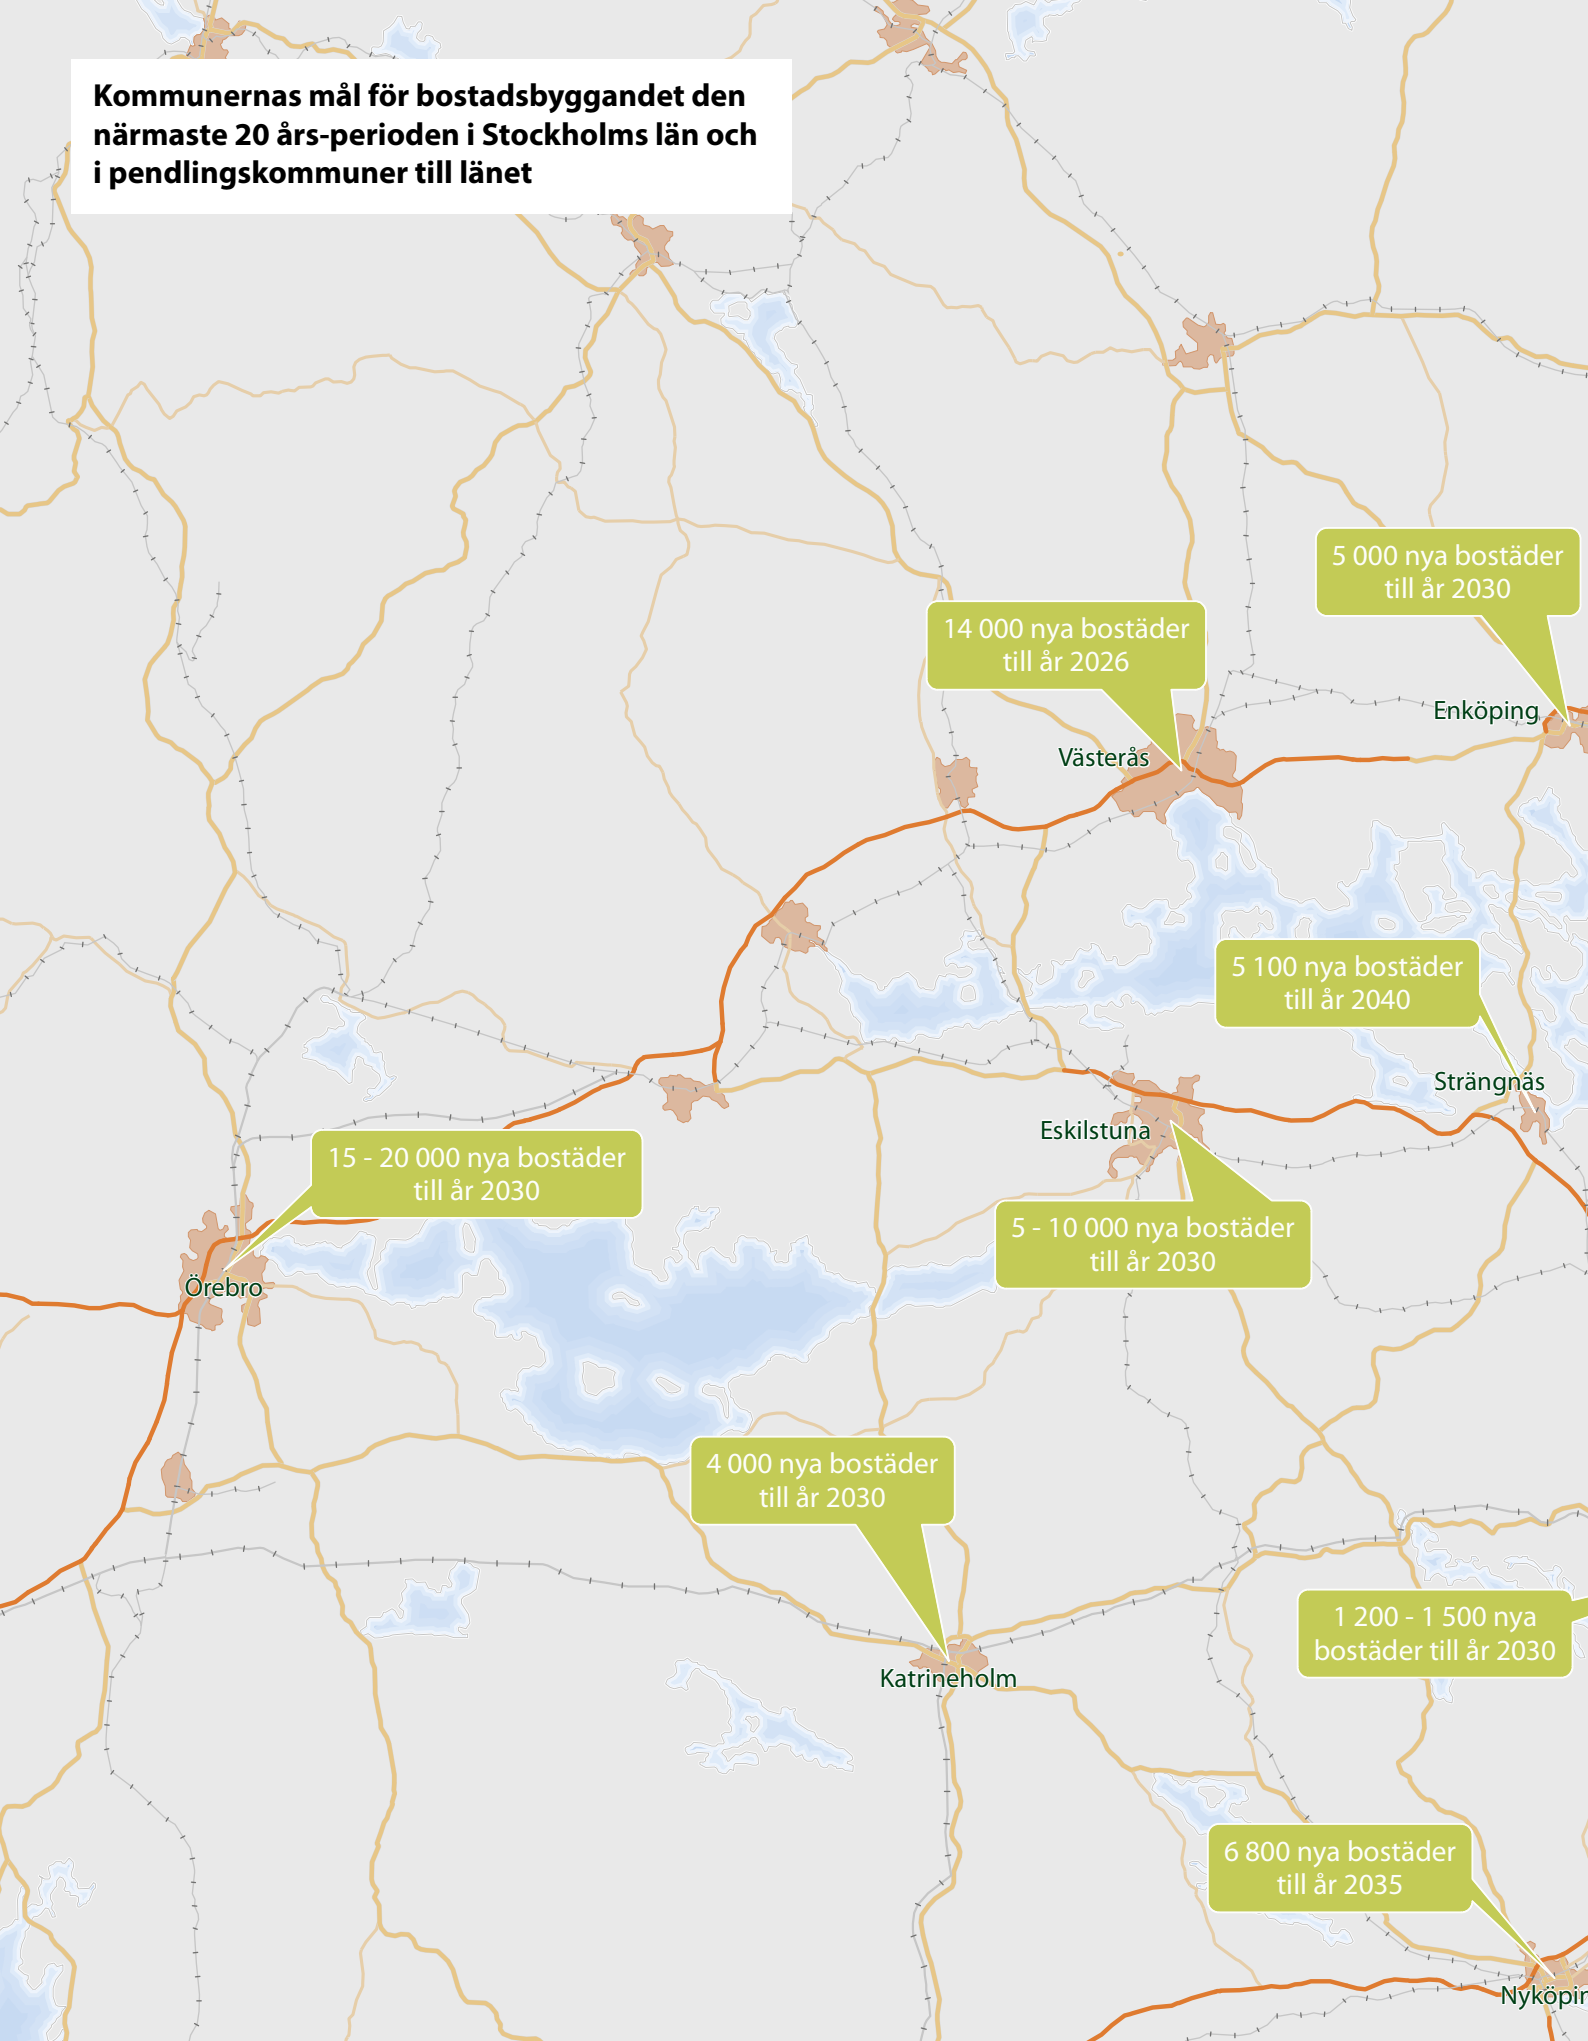 Kommunernas mål för bostadsbyggandet den
närmaste 20 års-perioden i Stockholms län och
i pendlingskommuner till länet
5 000 nya bostäder
till år 2030
14 000 nya bostäder
till år 2026
Enköping
Västerås
5 100 nya bostäder
till år 2040
Strängnäs
Eskilstuna
15 - 20 000 nya bostäder
till år 2030
5 - 10 000 nya bostäder
till år 2030
Örebro
4 000 nya bostäder
till år 2030
1 200 - 1 500 nya
bostäder till år 2030
Katrineholm
6 800 nya bostäder
till år 2035
Nyköpin